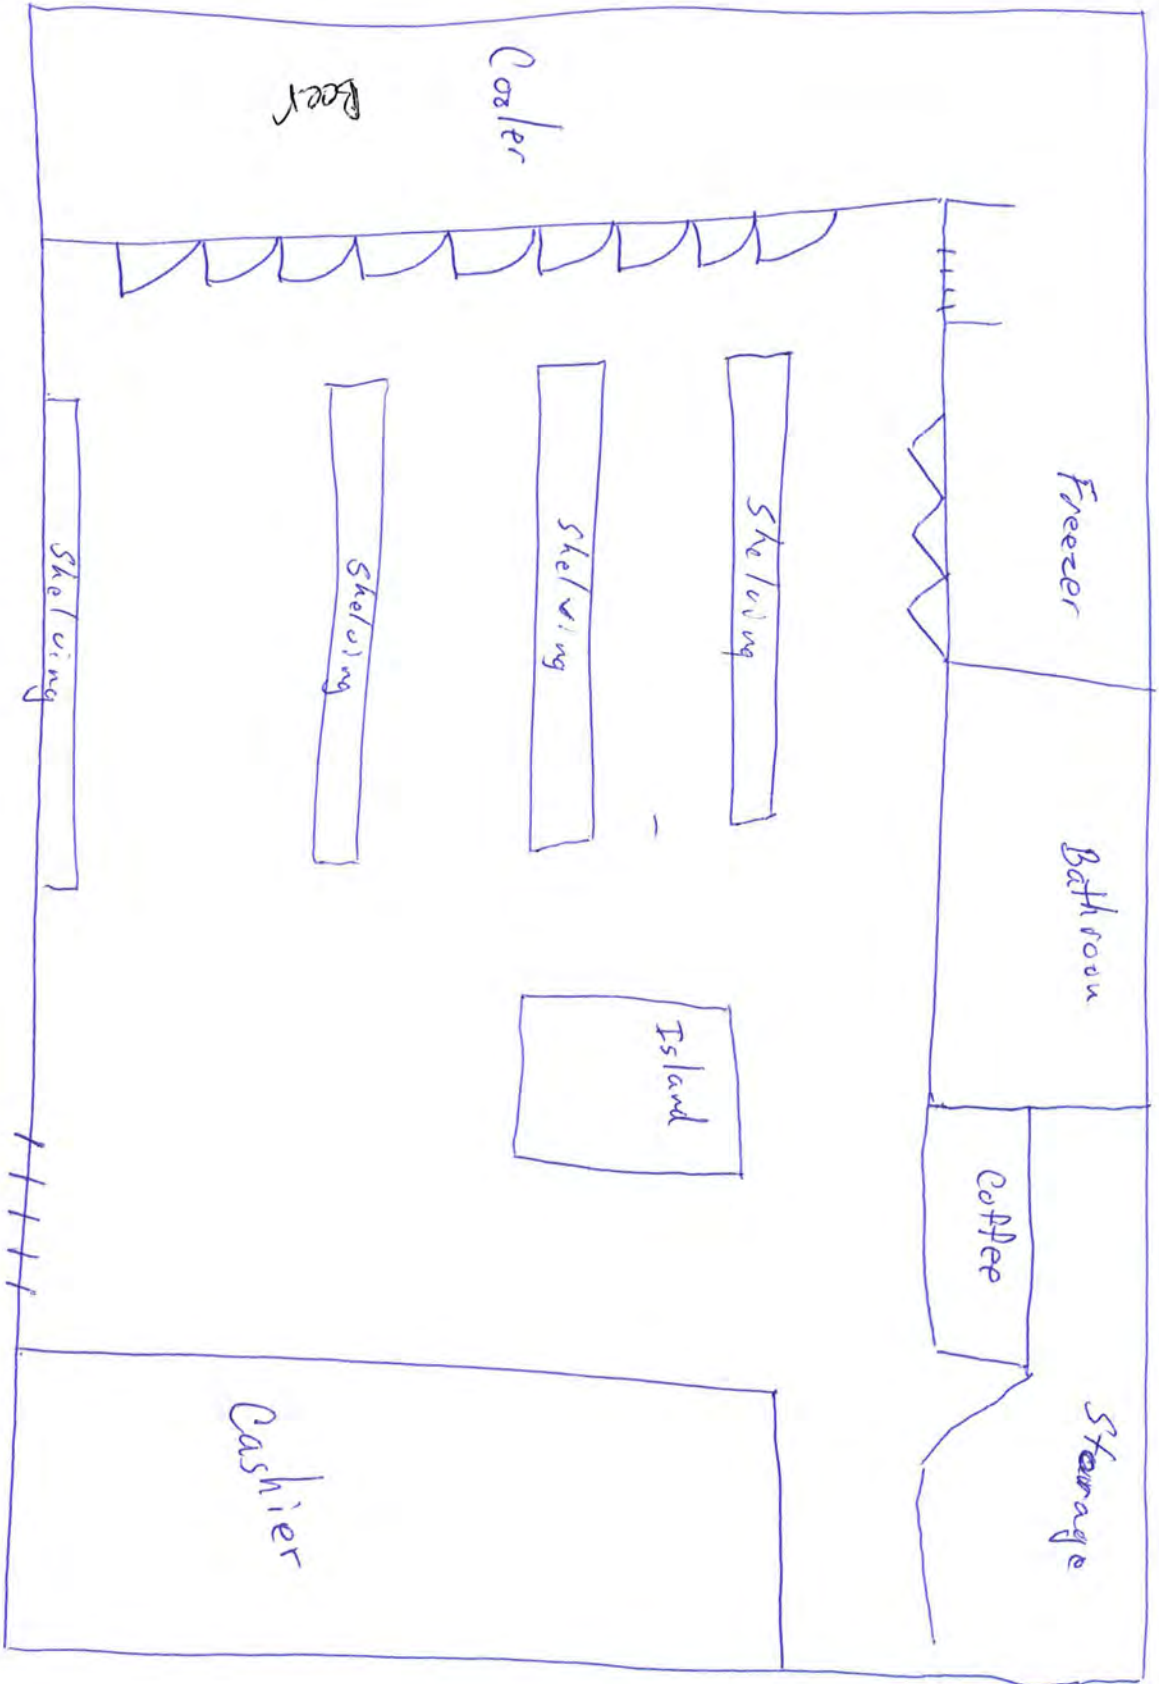 Freezer
Bathroom
Storage
Coffee
Shelving
Island
Cooler
Shelving
Beer
Shelving
Cashier
Shelving